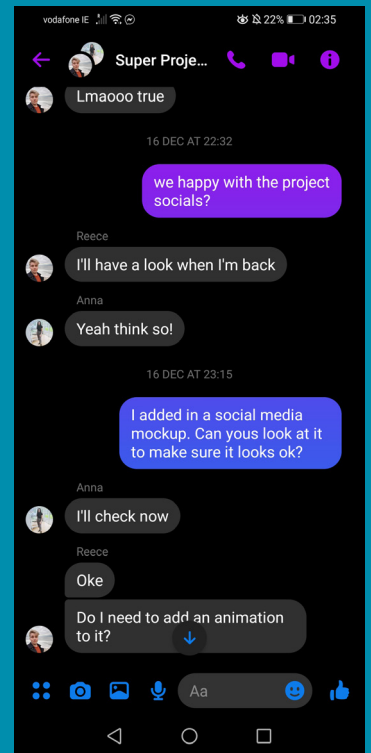 vodafone IE 22% 02:35
Super Proje...
Lmaooo true
16 DEC AT 22:32
we happy with the project
socials?
Reece
I'll have a look when I'm back
Anna
Yeah think so!
16 DEC AT 23:15
I added in a social media
mockup. Can yous look at it
to make sure it looks ok?
Anna
I'll check now
Reece
Oke
Do I need to add an animation
to it?
Aa